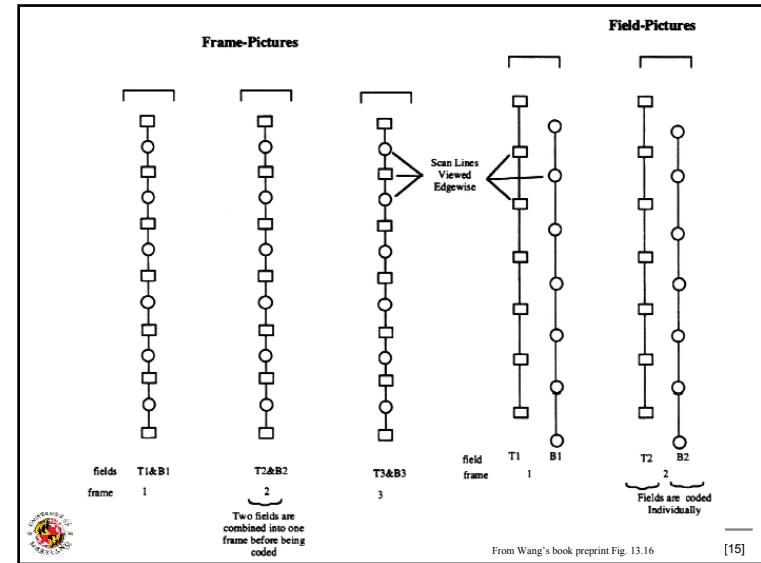 Field-Pictures
Frame-Pictures
Scan Lines
Viewed
Edgewise
fields T1&B1 T2&B2 T3&B3
frame 1 2 3
Two fields are
combined into one
frame before being
coded
field T1 B1 T2 B2
frame 1 2
Fields are coded
Individually
From Wang's book preprint Fig. 13.16
[15]